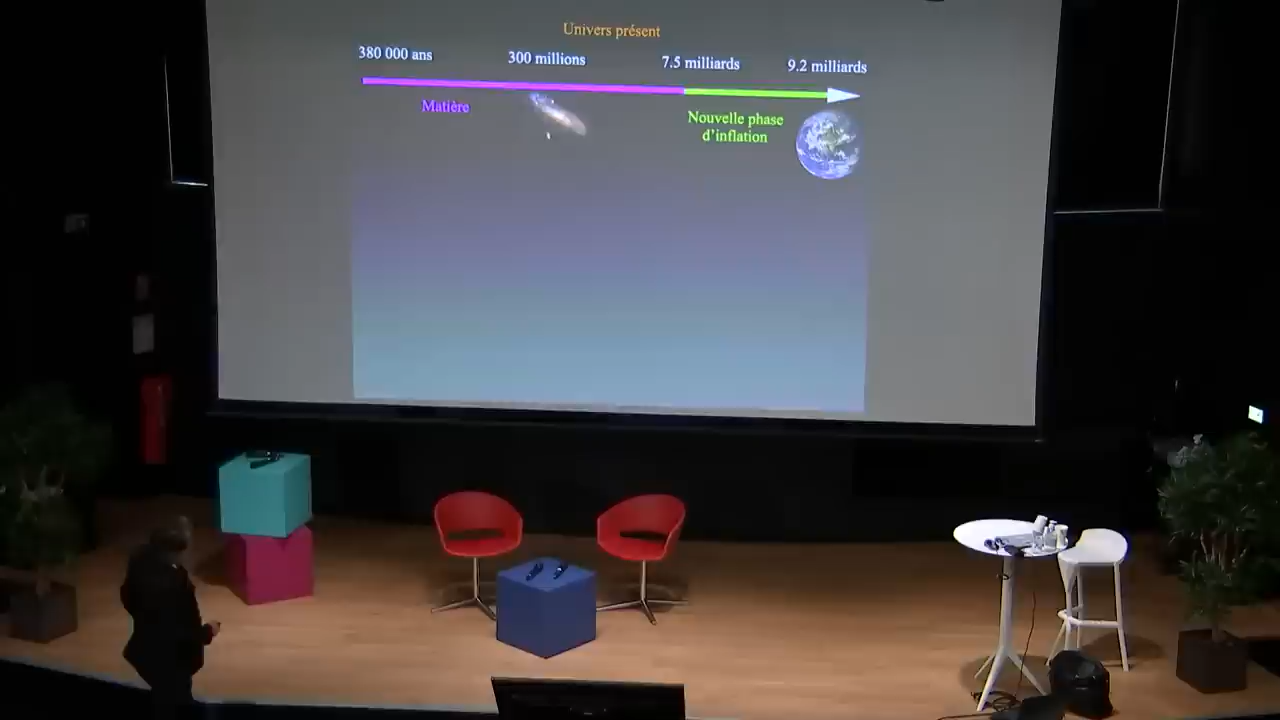 Univers présent
380 000 ans
300 millions
7.5 milliards
9.2 milliards
Matière
Nouvelle phase
d'inflation